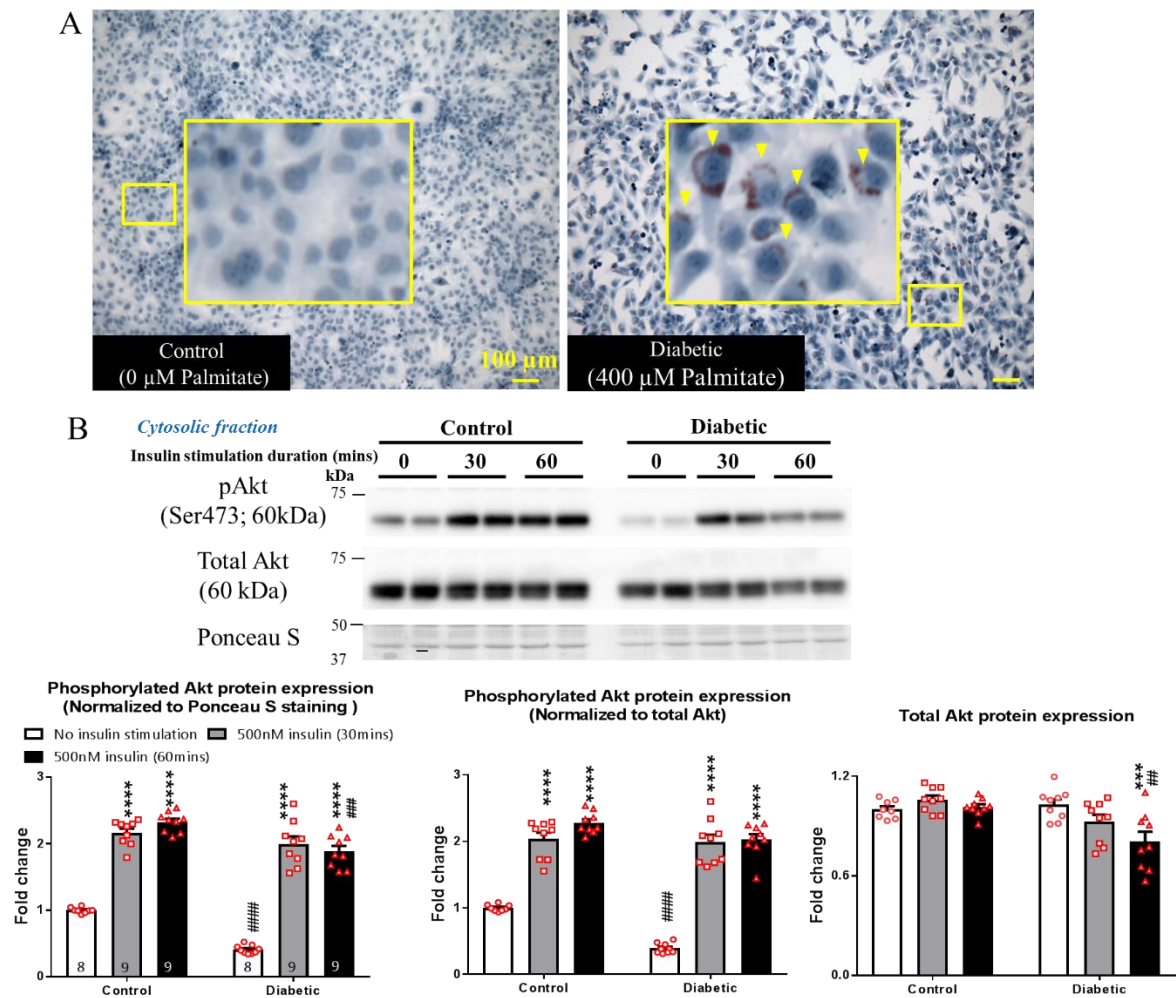 A
Control
(0 µM Palmitate)
100 µm
Diabetic
(400 µM Palmitate)
B
Cytosolic fraction
Control
Diabetic
Insulin stimulation duration (mins)
0
30
60
0
30
60
kDa
pAkt
(Ser473; 60kDa)
75
Total Akt
(60 kDa)
75
Ponceau S
50
37
Phosphorylated Akt protein expression
(Normalized to Ponceau S staining )
No insulin stimulation
500nM insulin (30mins)
500nM insulin (60mins)
Fold change
3
2
1
0
****
****
####
****
****
###
8
9
9
8
9
9
Control
Diabetic
Phosphorylated Akt protein expression
(Normalized to total Akt)
Fold change
3
2
1
0
****
****
####
****
****
Control
Diabetic
Total Akt protein expression
Fold change
1.2
0.6
0.0
***
##
Control
Diabetic